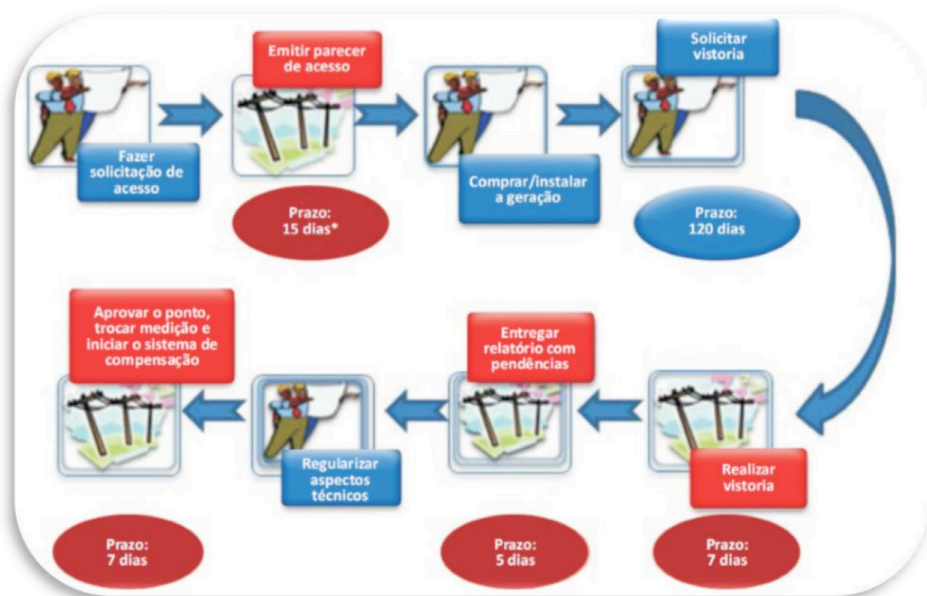 Fazer
solicitação de
acesso
Emitir parecer
de acesso
Prazo:
15 dias*
Comprar/instalar
a geração
Solicitar
vistoria
Prazo:
120 dias
Realizar
vistoria
Prazo:
7 dias
Entregar
relatório com
pendências
Prazo:
5 dias
Regularizar
aspectos
técnicos
Aprovar o ponto,
trocar medição e
iniciar o sistema de
compensação
Prazo:
7 dias